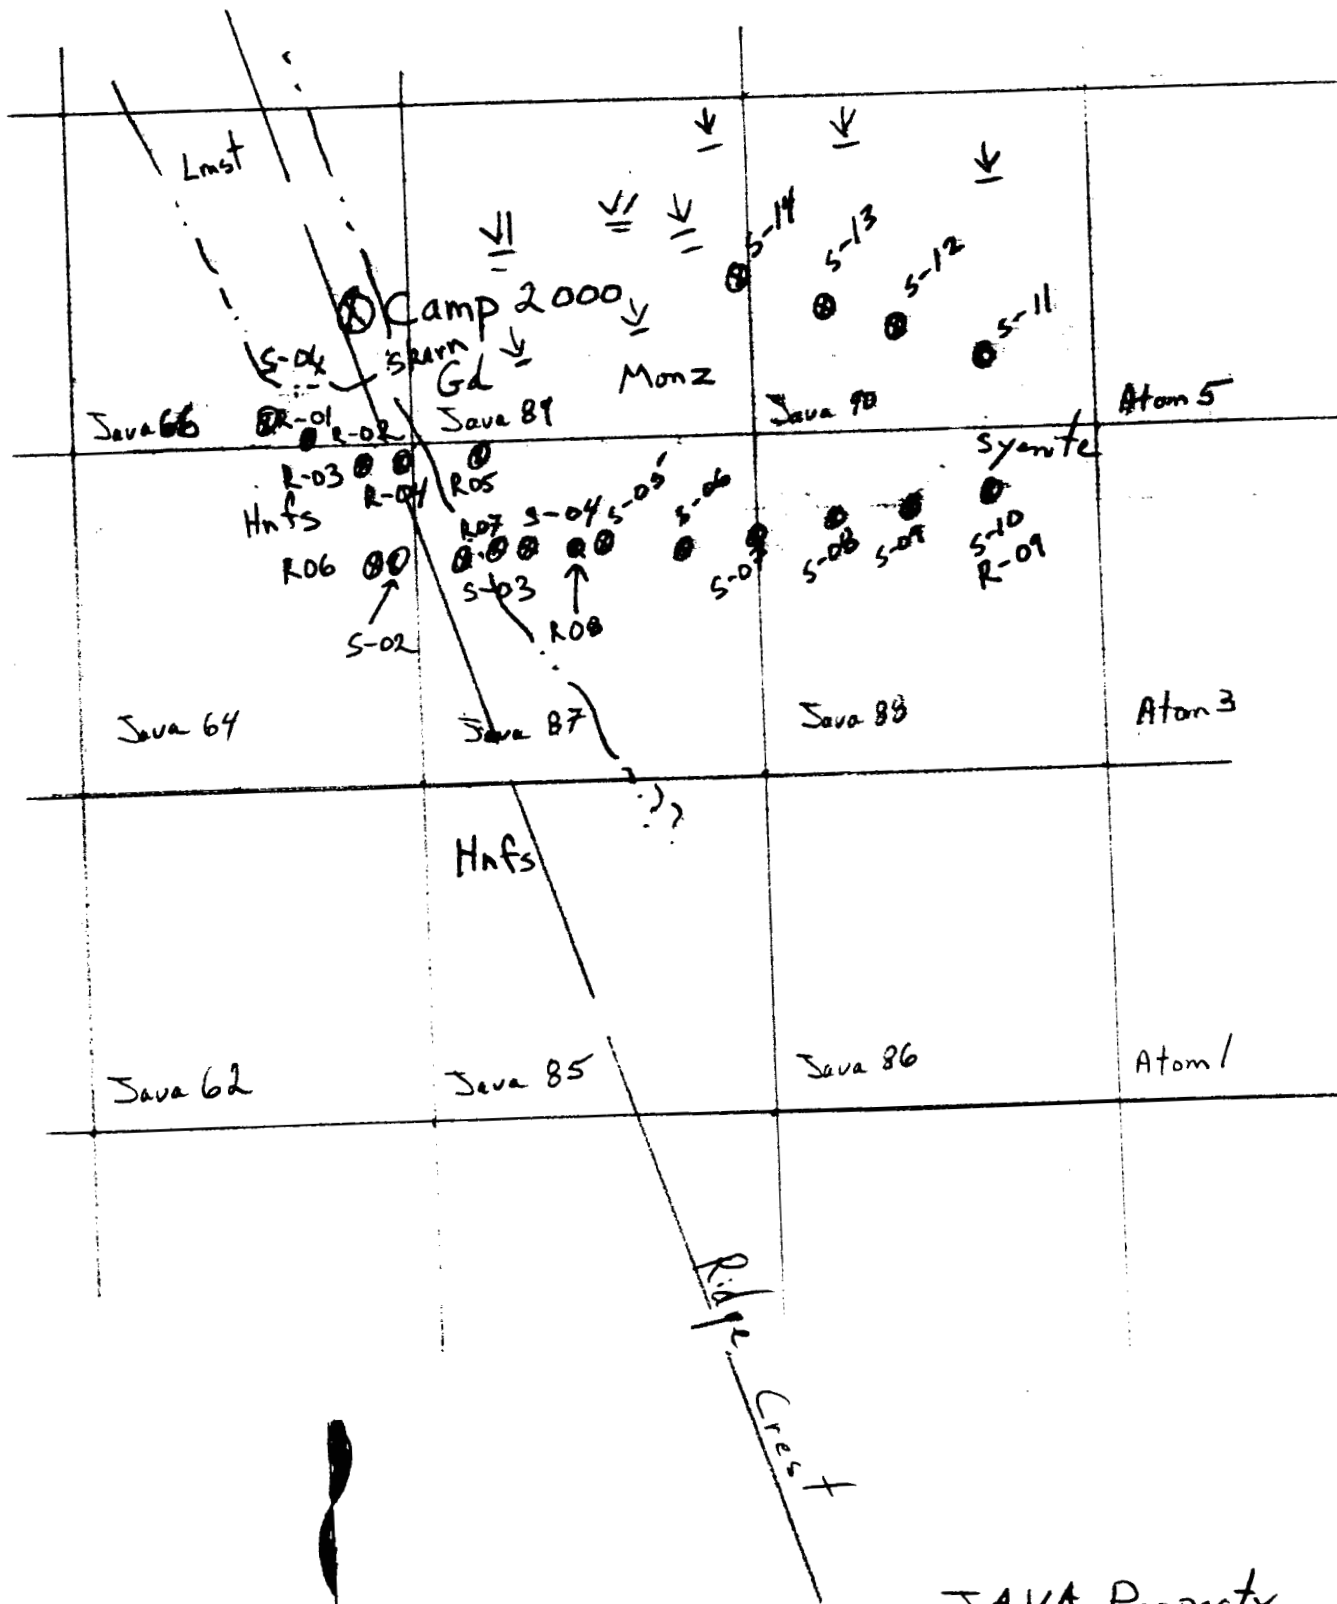 Lmst
S-14
S-13
S-12
S-11
Camp 2000
S-04
Skarn
Gd
Monz
Java 66
R-01
R-02
Java 89
Java 90
Atom 5
Syenite
R-03
R-04
R05
Hnfs
R07
S-04
S-05
S-06
R06
S-03
S-07
S-08
S-09
S-10
R-09
S-02
R08
Java 64
Java 87
Java 88
Atom 3
? ?
Hnfs
Java 62
Java 85
Java 86
Atom 1
Ridge
Crest
JAVA Property